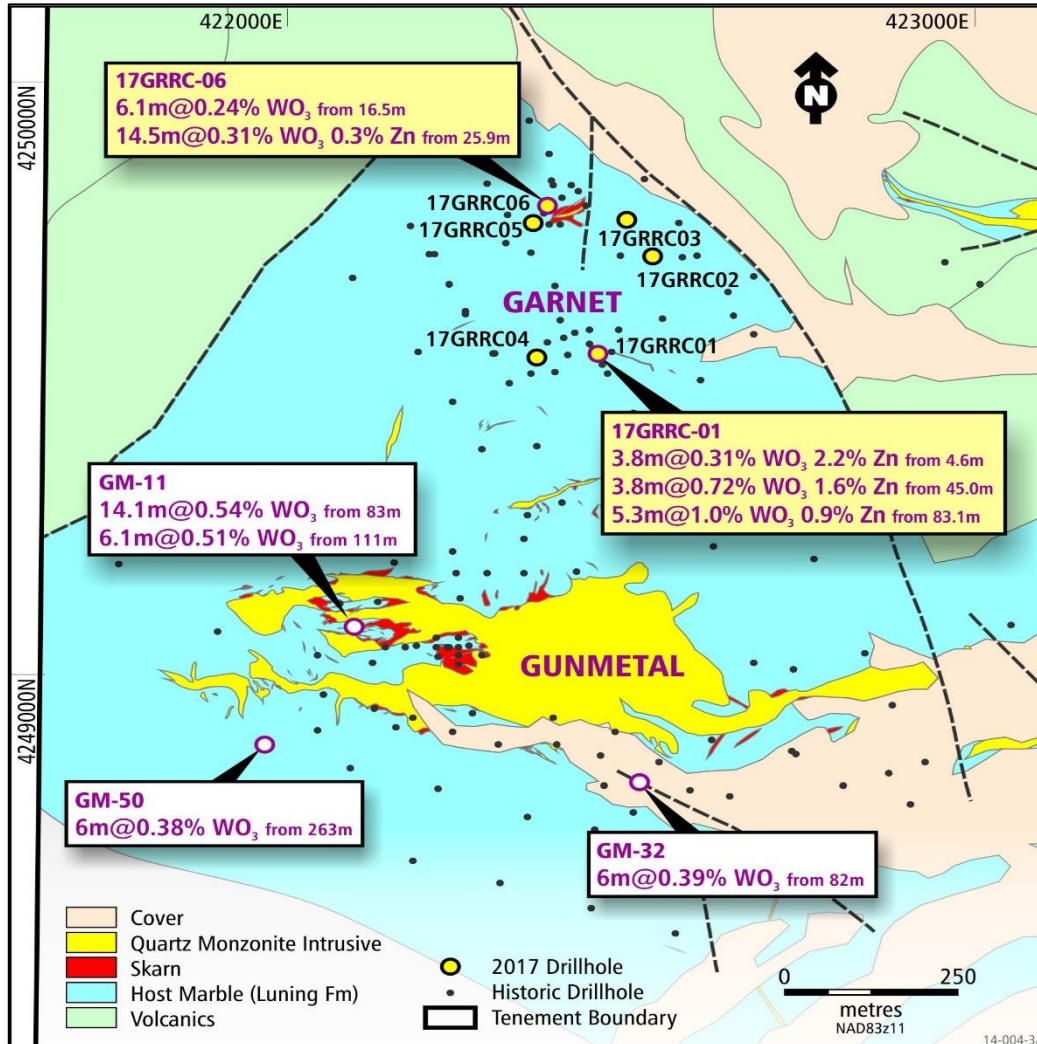 422000E
423000E
4250000N
4249000N
N
17GRRC-06
6.1m@0.24% WO₃ from 16.5m
14.5m@0.31% WO₃ 0.3% Zn from 25.9m
17GRRC06
17GRRC05
17GRRC03
17GRRC02
GARNET
17GRRC04
17GRRC01
17GRRC-01
3.8m@0.31% WO₃ 2.2% Zn from 4.6m
3.8m@0.72% WO₃ 1.6% Zn from 45.0m
5.3m@1.0% WO₃ 0.9% Zn from 83.1m
GM-11
14.1m@0.54% WO₃ from 83m
6.1m@0.51% WO₃ from 111m
GUNMETAL
GM-50
6m@0.38% WO₃ from 263m
GM-32
6m@0.39% WO₃ from 82m
Cover
Quartz Monzonite Intrusive
Skarn
Host Marble (Luning Fm)
Volcanics
2017 Drillhole
Historic Drillhole
Tenement Boundary
0 250
metres
NAD83z11